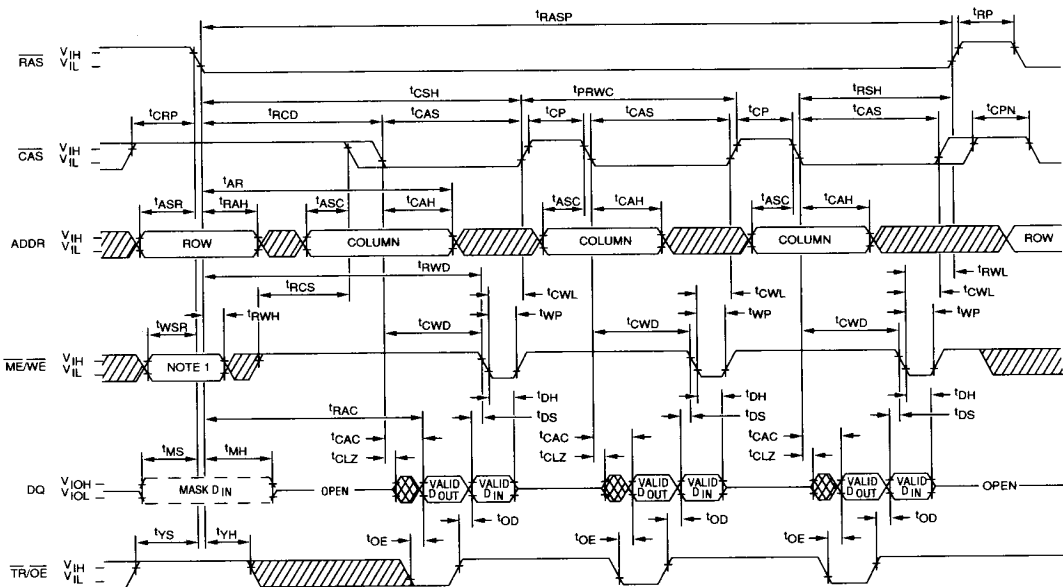 tRASP tRP
RAS VIH VIL
tCSH tPRWC tRSH
tCRP tRCD tCAS tCP tCAS tCP tCAS tCPN
CAS VIH VIL
tAR
tASR tRAH tASC tCAH tASC tCAH tASC tCAH
ADDR VIH VIL ROW COLUMN COLUMN COLUMN ROW
tRWD tRWL
tRCS tCWL tCWL tCWL
tWSR tRWH tCWD tWP tCWD tWP tCWD tWP
ME/WE VIH VIL NOTE 1
tDH tDH tDH
tRAC tDS tDS tDS
tCAC tCAC tCAC
tMS tMH tCLZ tCLZ tCLZ
DQ VIOH VIOL MASK DIN OPEN VALID DOUT VALID DIN VALID DOUT VALID DIN VALID DOUT VALID DIN OPEN
tOD tOD tOD
tYS tYH tOE tOE tOE
TR/OE VIH VIL